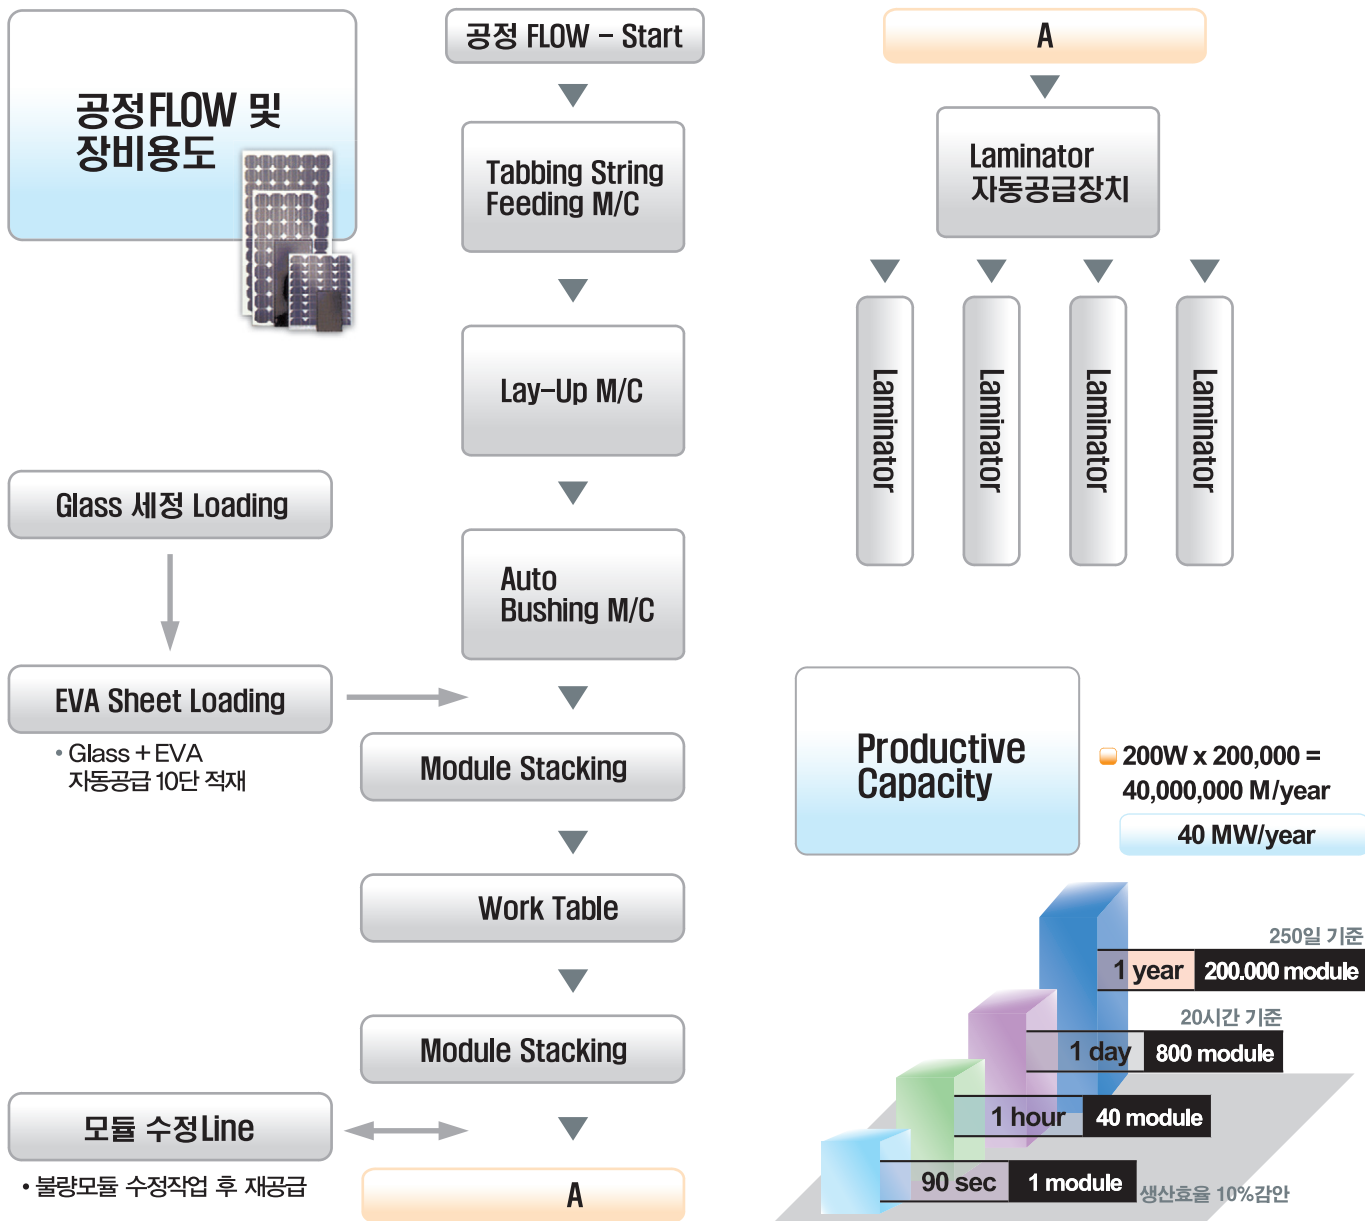 공정FLOW 및
장비용도
공정 FLOW - Start
Tabbing String
Feeding M/C
Lay-Up M/C
Auto
Bushing M/C
Glass 세정 Loading
EVA Sheet Loading
• Glass + EVA
자동공급 10단 적재
Module Stacking
Work Table
Module Stacking
모듈 수정Line
• 불량모듈 수정작업 후 재공급
A
A
Laminator
자동공급장치
Laminator
Laminator
Laminator
Laminator
Productive
Capacity
200W x 200,000 =
40,000,000 M/year
40 MW/year
250일 기준
1 year 200.000 module
20시간 기준
1 day 800 module
1 hour 40 module
90 sec 1 module
생산효율 10%감안